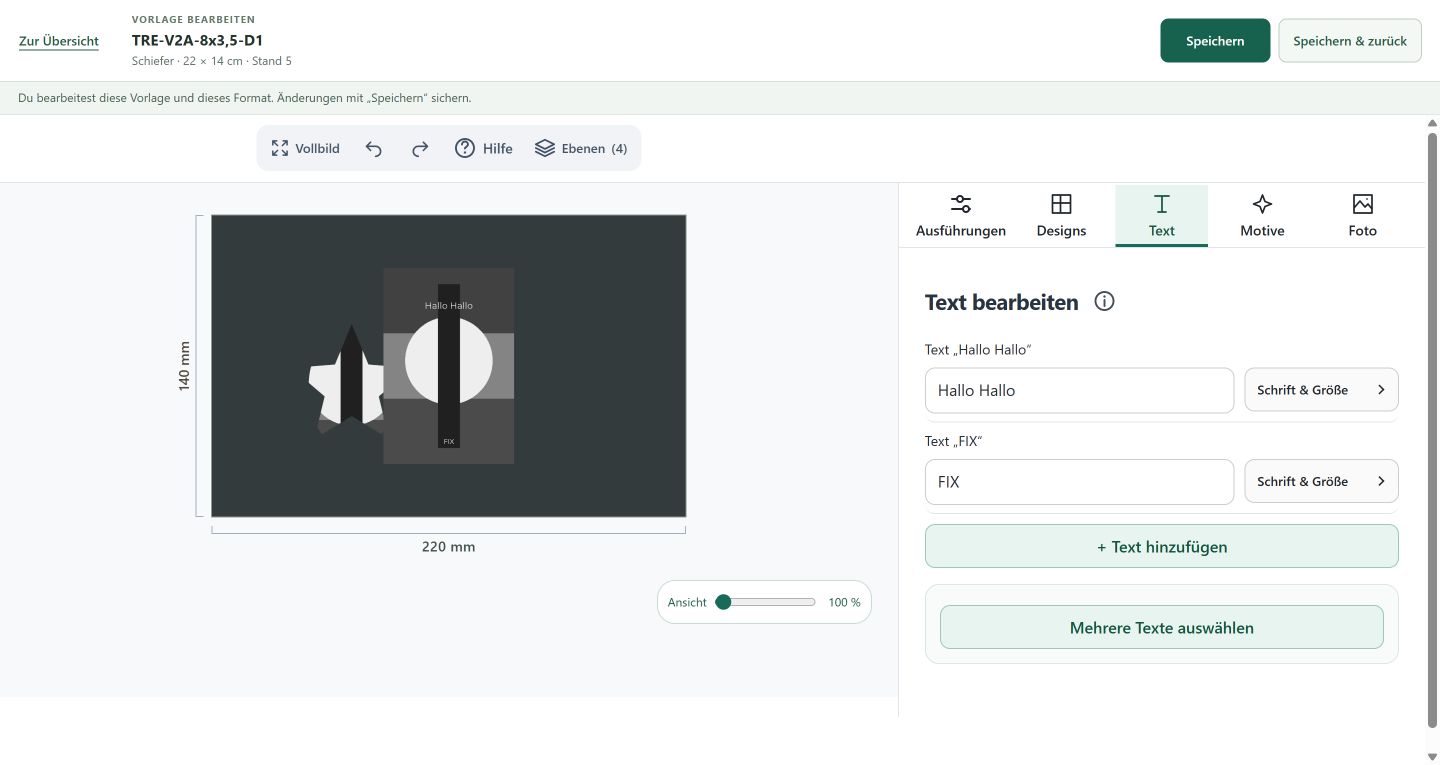 Zur Übersicht
VORLAGE BEARBEITEN
TRE-V2A-8x3,5-D1
Schiefer · 22 × 14 cm · Stand 5
Speichern
Speichern & zurück
Du bearbeitest diese Vorlage und dieses Format. Änderungen mit „Speichern“ sichern.
Vollbild
Hilfe
Ebenen (4)
Ausführungen
Designs
Text
Motive
Foto
Hallo Hallo
FIX
140 mm
220 mm
Ansicht
100 %
Text bearbeiten
Text „Hallo Hallo“
Hallo Hallo
Schrift & Größe
Text „FIX“
FIX
Schrift & Größe
+ Text hinzufügen
Mehrere Texte auswählen